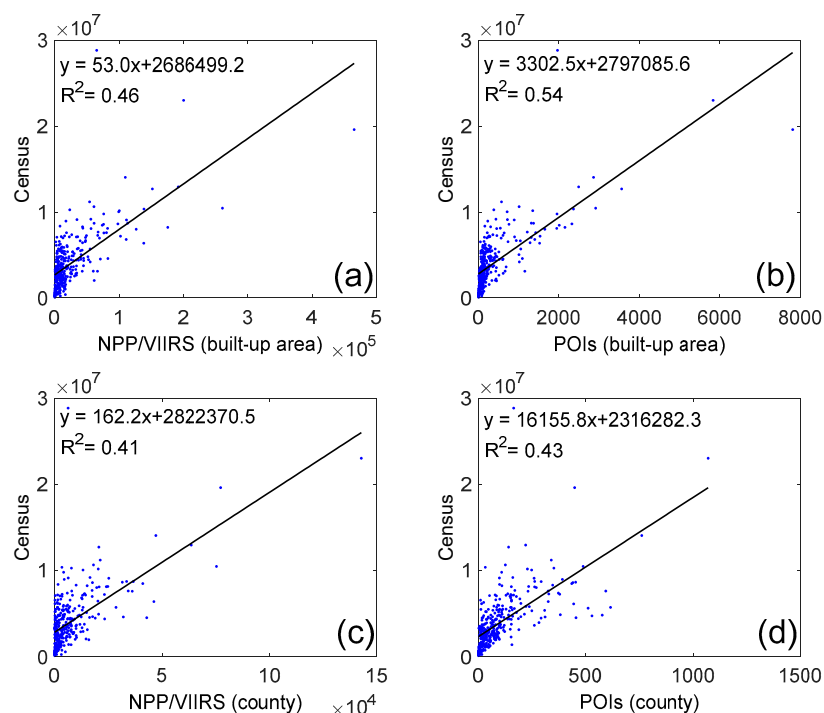 ×10⁷
3
2
1
0
Census
y = 53.0x+2686499.2
R²= 0.46
(a)
0 1 2 3 4 5
NPP/VIIRS (built-up area) ×10⁵
×10⁷
3
2
1
0
Census
y = 3302.5x+2797085.6
R²= 0.54
(b)
0 2000 4000 6000 8000
POIs (built-up area)
×10⁷
3
2
1
0
Census
y = 162.2x+2822370.5
R²= 0.41
(c)
0 5 10 15
NPP/VIIRS (county) ×10⁴
×10⁷
3
2
1
0
Census
y = 16155.8x+2316282.3
R²= 0.43
(d)
0 500 1000 1500
POIs (county)